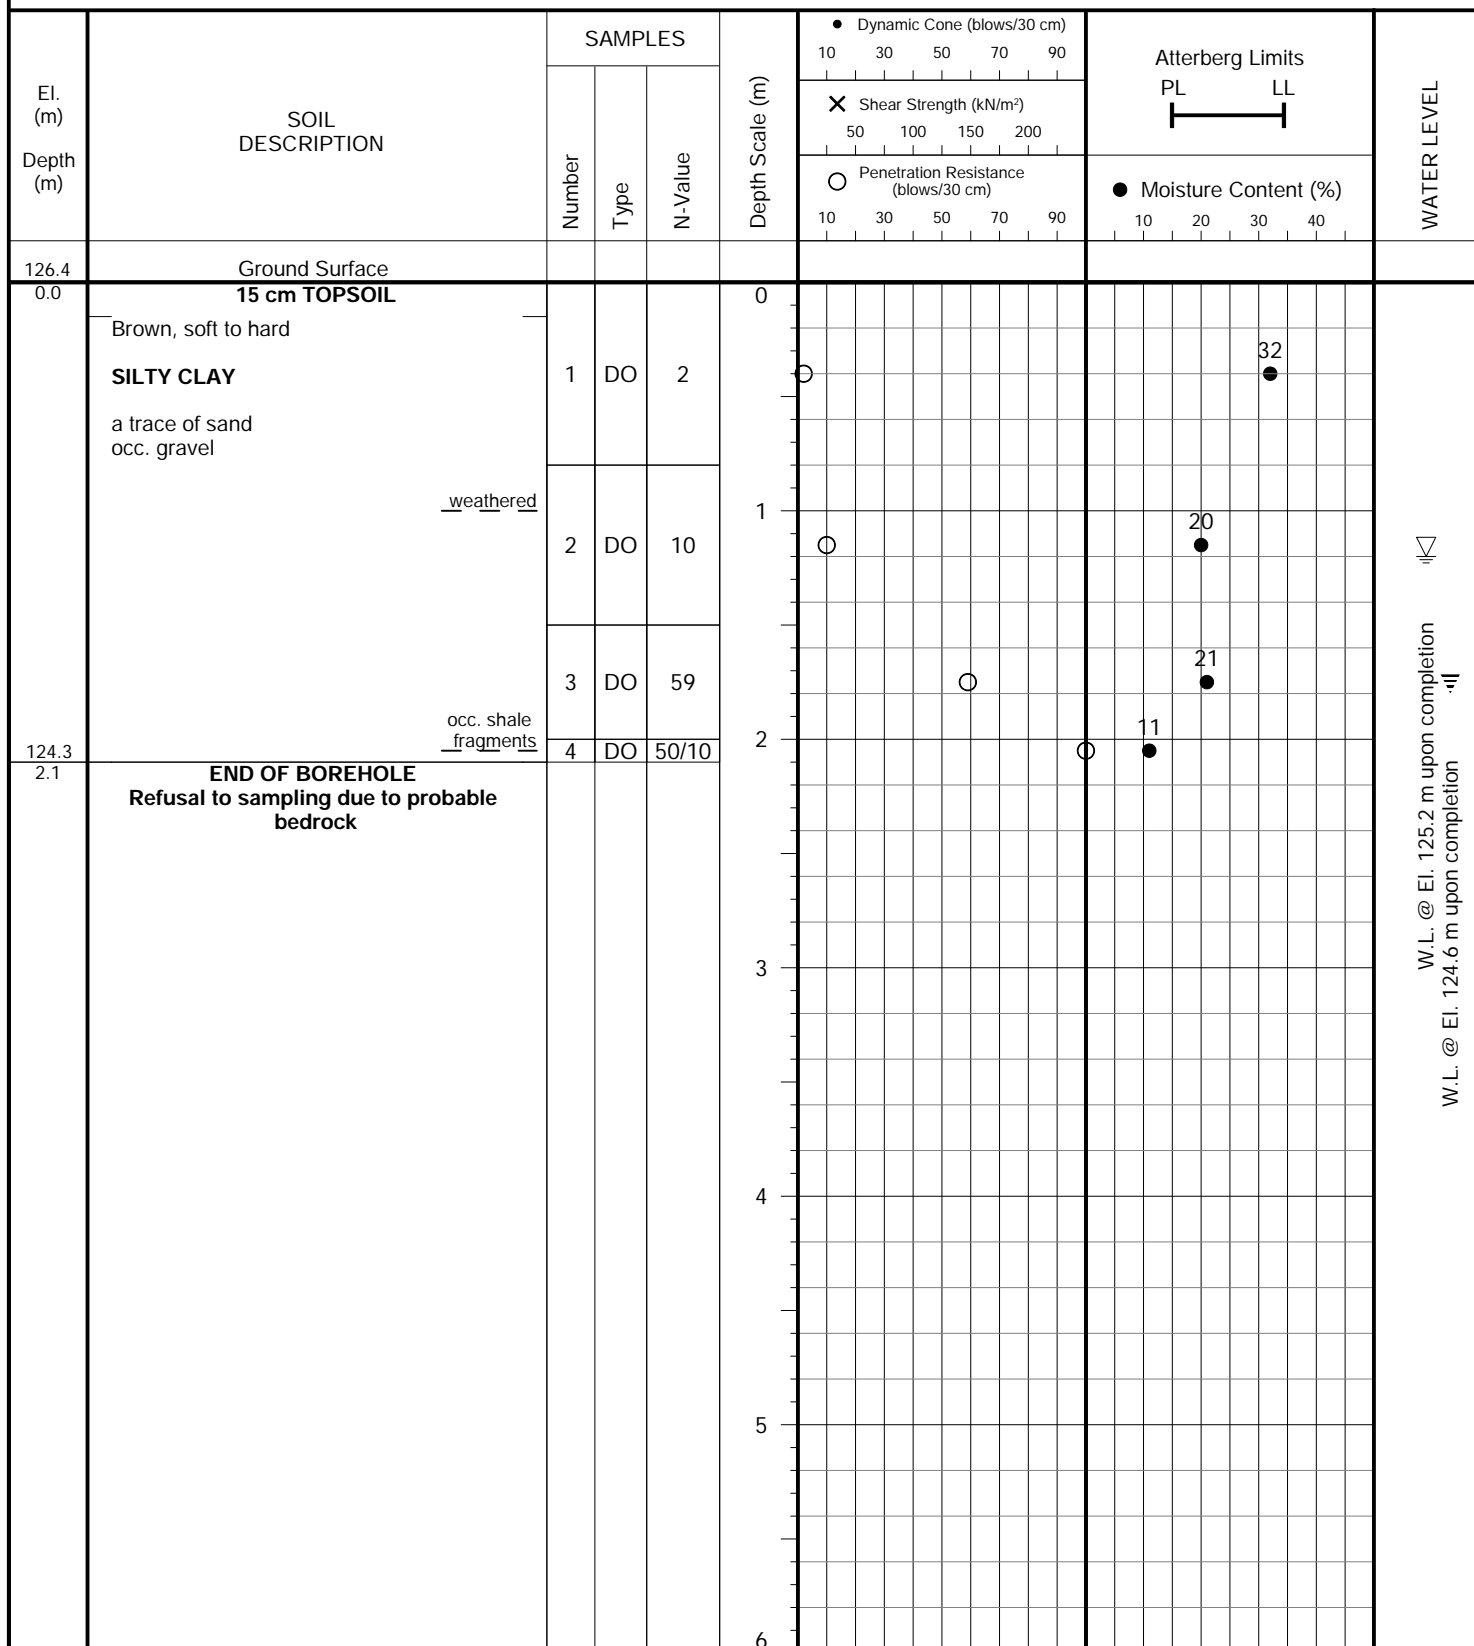 El.
(m)
Depth
(m)
SOIL
DESCRIPTION
SAMPLES
Number
Type
N-Value
Depth Scale (m)
Dynamic Cone (blows/30 cm)
10 30 50 70 90
Shear Strength (kN/m²)
50 100 150 200
Penetration Resistance
(blows/30 cm)
10 30 50 70 90
Atterberg Limits
PL LL
Moisture Content (%)
10 20 30 40
WATER LEVEL
126.4 Ground Surface
0.0 15 cm TOPSOIL 0
Brown, soft to hard
32
SILTY CLAY 1 DO 2
a trace of sand
occ. gravel
weathered
1
20
2 DO 10
21
3 DO 59
occ. shale
fragments
11
2
124.3 4 DO 50/10
2.1 END OF BOREHOLE
Refusal to sampling due to probable
bedrock
W.L. @ El. 125.2 m upon completion
W.L. @ El. 124.6 m upon completion
3
4
5
6